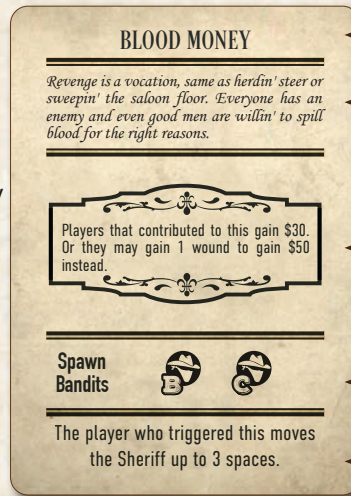 BLOOD MONEY
Revenge is a vocation, same as herdin' steer or
sweepin' the saloon floor. Everyone has an
enemy and even good men are willin' to spill
blood for the right reasons.
Players that contributed to this gain $30.
Or they may gain 1 wound to gain $50
instead.
Spawn
Bandits
B C
The player who triggered this moves
the Sheriff up to 3 spaces.